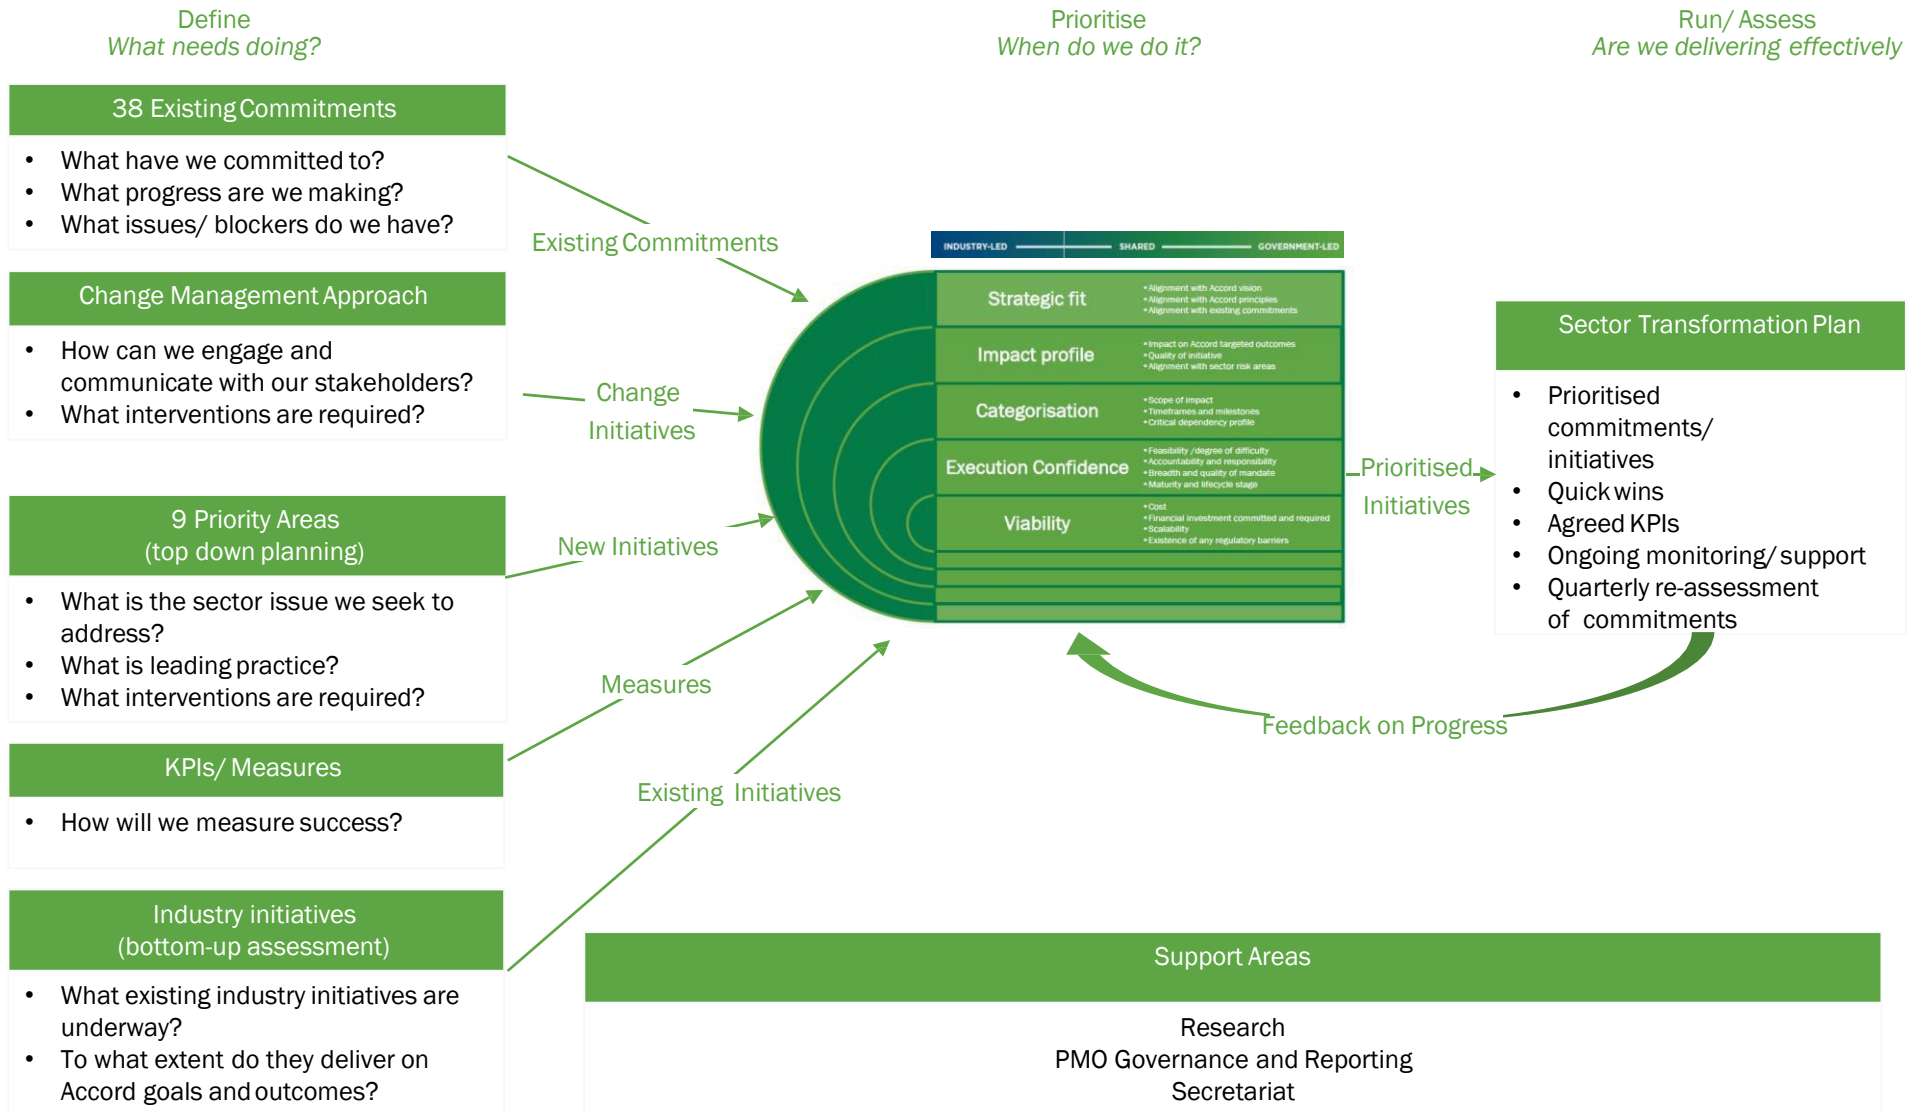 Define
What needs doing?
Prioritise
When do we do it?
Run/ Assess
Are we delivering effectively
38 Existing Commitments
• What have we committed to?
• What progress are we making?
• What issues/ blockers do we have?
Change Management Approach
• How can we engage and
communicate with our stakeholders?
• What interventions are required?
9 Priority Areas
(top down planning)
• What is the sector issue we seek to
address?
• What is leading practice?
• What interventions are required?
KPIs/ Measures
• How will we measure success?
Industry initiatives
(bottom-up assessment)
• What existing industry initiatives are
underway?
• To what extent do they deliver on
Accord goals and outcomes?
Existing Commitments
Change
Initiatives
New Initiatives
Measures
Existing Initiatives
INDUSTRY-LED
SHARED
GOVERNMENT-LED
Strategic fit
• Alignment with Accord vision
• Alignment with Accord principles
• Alignment with existing commitments
Impact profile
• Impact on Accord targeted outcomes
• Quality of initiative
• Alignment with sector risk areas
Categorisation
• Scope of impact
• Timeframes and milestones
• Critical dependency profile
Execution Confidence
• Feasibility /degree of difficulty
• Accountability and responsibility
• Breadth and quality of mandate
• Maturity and lifecycle stage
Viability
• Cost
• Financial investment committed and required
• Scalability
• Existence of any regulatory barriers
Prioritised
Initiatives
Sector Transformation Plan
• Prioritised
commitments/
initiatives
• Quick wins
• Agreed KPIs
• Ongoing monitoring/ support
• Quarterly re-assessment
of commitments
Feedback on Progress
Support Areas
Research
PMO Governance and Reporting
Secretariat